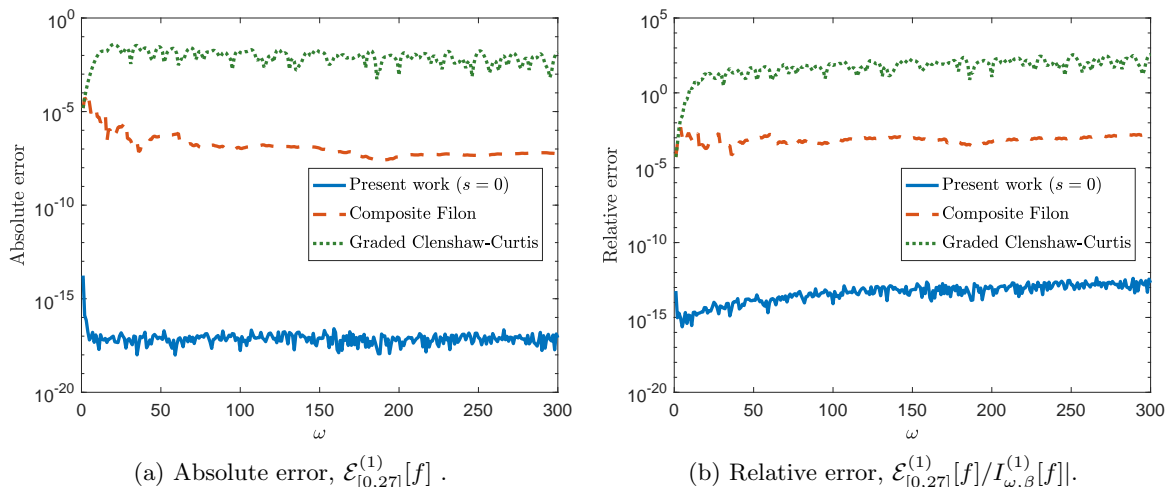 10^0
10^-5
10^-10
10^-15
10^-20
Absolute error
0 50 100 150 200 250 300
ω
Present work (s = 0)
Composite Filon
Graded Clenshaw-Curtis
(a) Absolute error, ℰ^(1)_[0,27][f] .
10^5
10^0
10^-5
10^-10
10^-15
10^-20
Relative error
0 50 100 150 200 250 300
ω
Present work (s = 0)
Composite Filon
Graded Clenshaw-Curtis
(b) Relative error, ℰ^(1)_[0,27][f]/I^(1)_ω,β[f]|.